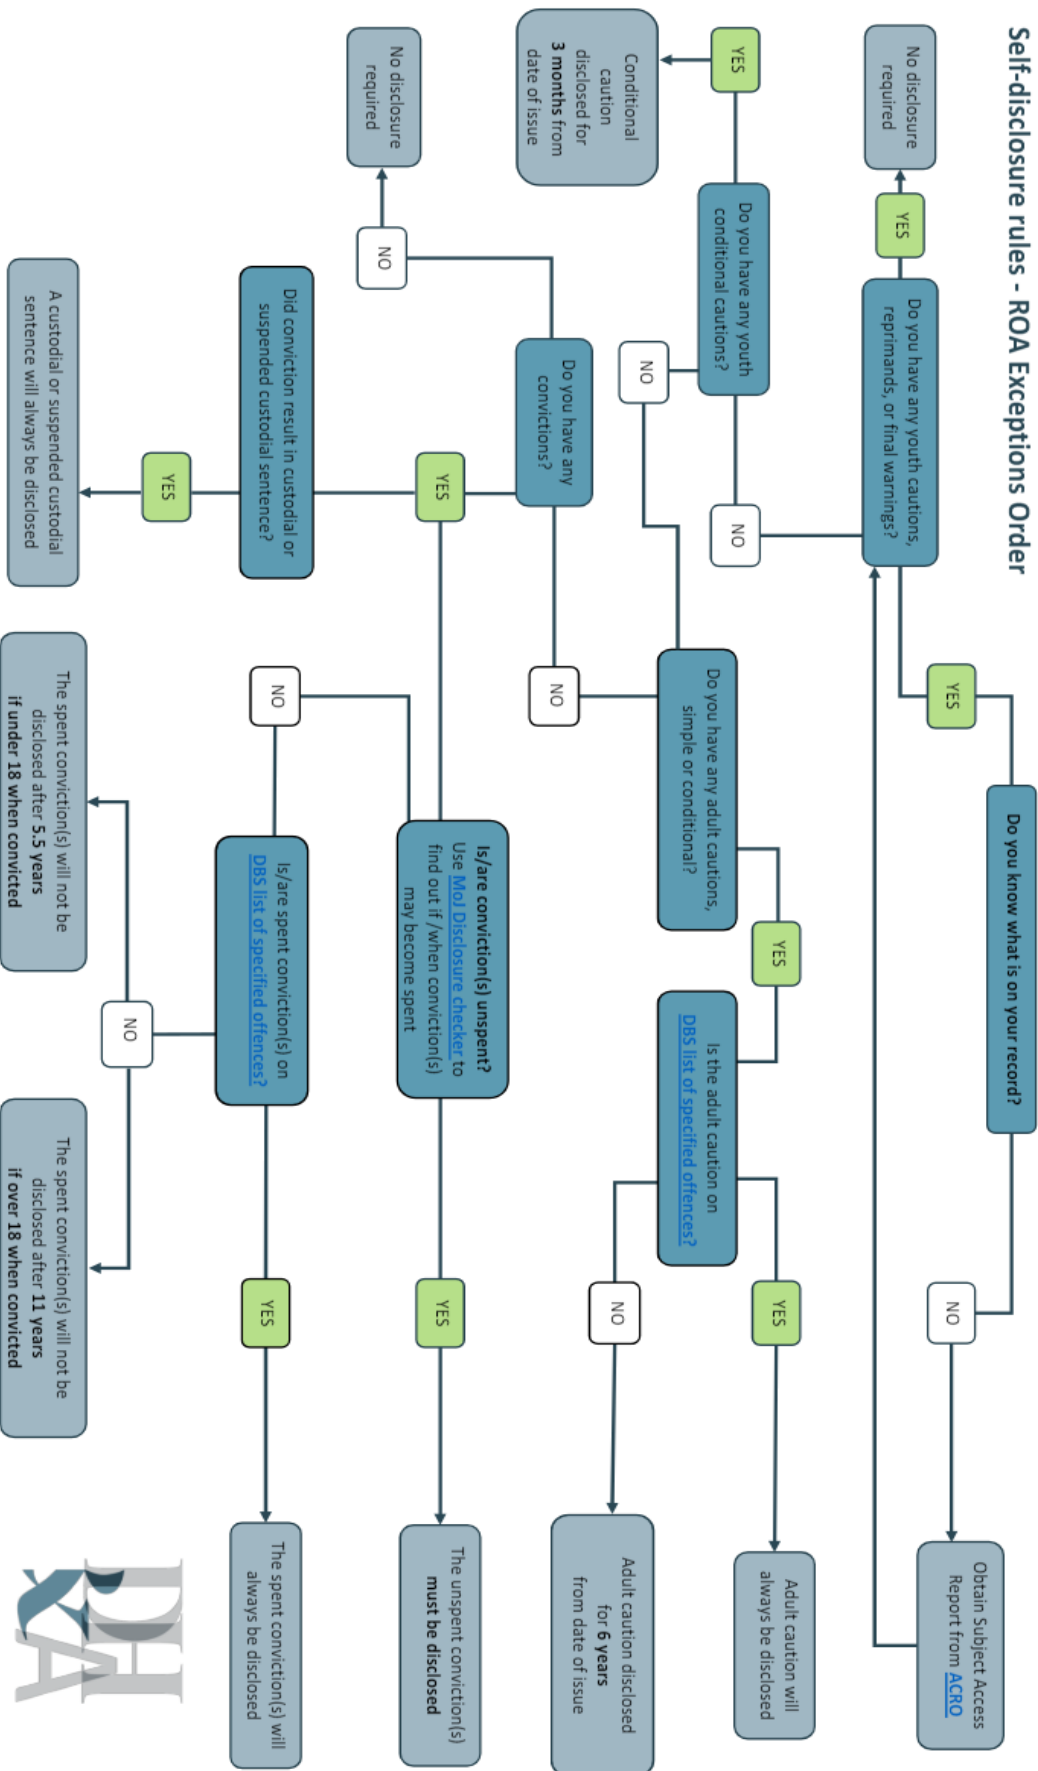 Self-disclosure rules - ROA Exceptions Order
Do you know what is on your record?
YES
NO
Obtain Subject Access
Report from ACRO
Do you have any youth cautions,
reprimands, or final warnings?
YES
No disclosure
required
NO
Do you have any youth
conditional cautions?
YES
Conditional
caution
disclosed for
3 months from
date of issue
NO
Do you have any adult cautions,
simple or conditional?
YES
Is the adult caution on
DBS list of specified offences?
YES
Adult caution will
always be disclosed
NO
Adult caution disclosed
for 6 years
from date of issue
NO
Do you have any
convictions?
NO
No disclosure
required
YES
Did conviction result in custodial or
suspended custodial sentence?
YES
A custodial or suspended custodial
sentence will always be disclosed
Is/are conviction(s) unspent?
Use MoJ Disclosure checker to
find out if /when conviction(s)
may become spent
YES
The unspent conviction(s)
must be disclosed
NO
Is/are spent conviction(s) on
DBS list of specified offences?
YES
The spent conviction(s) will
always be disclosed
NO
The spent conviction(s) will not be
disclosed after 5.5 years
if under 18 when convicted
The spent conviction(s) will not be
disclosed after 11 years
if over 18 when convicted